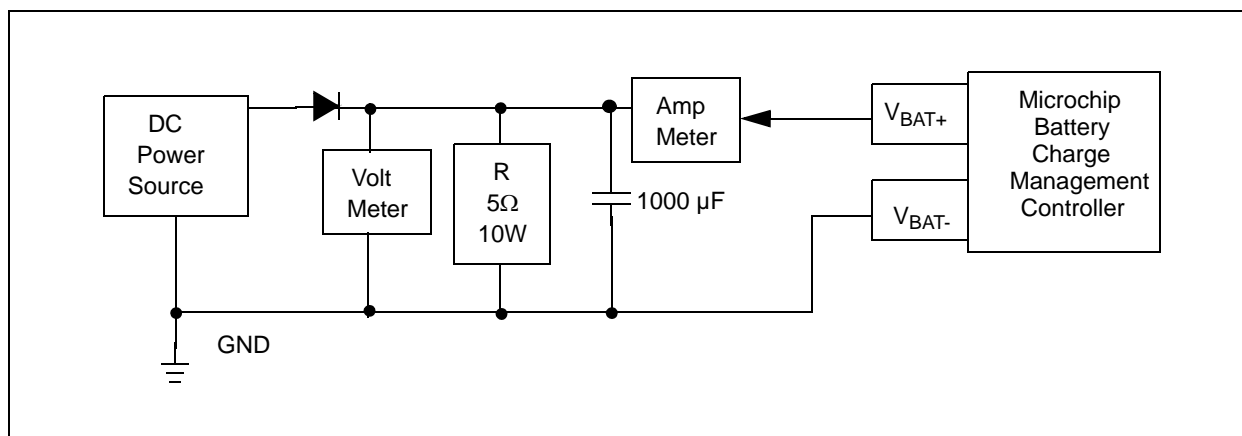 DC
Power
Source
Volt
Meter
R
5Ω
10W
1000 µF
Amp
Meter
VBAT+
VBAT-
Microchip
Battery
Charge
Management
Controller
GND